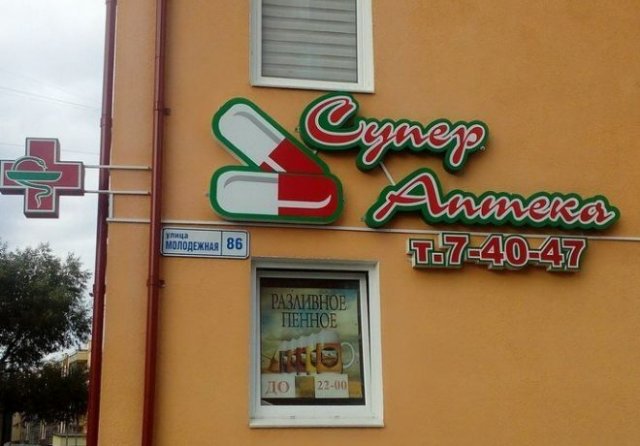 Супер
Аптека
т.7-40-47
улица
МОЛОДЕЖНАЯ 86
РАЗЛИВНОЕ
ПЕННОЕ
ДО 22-00